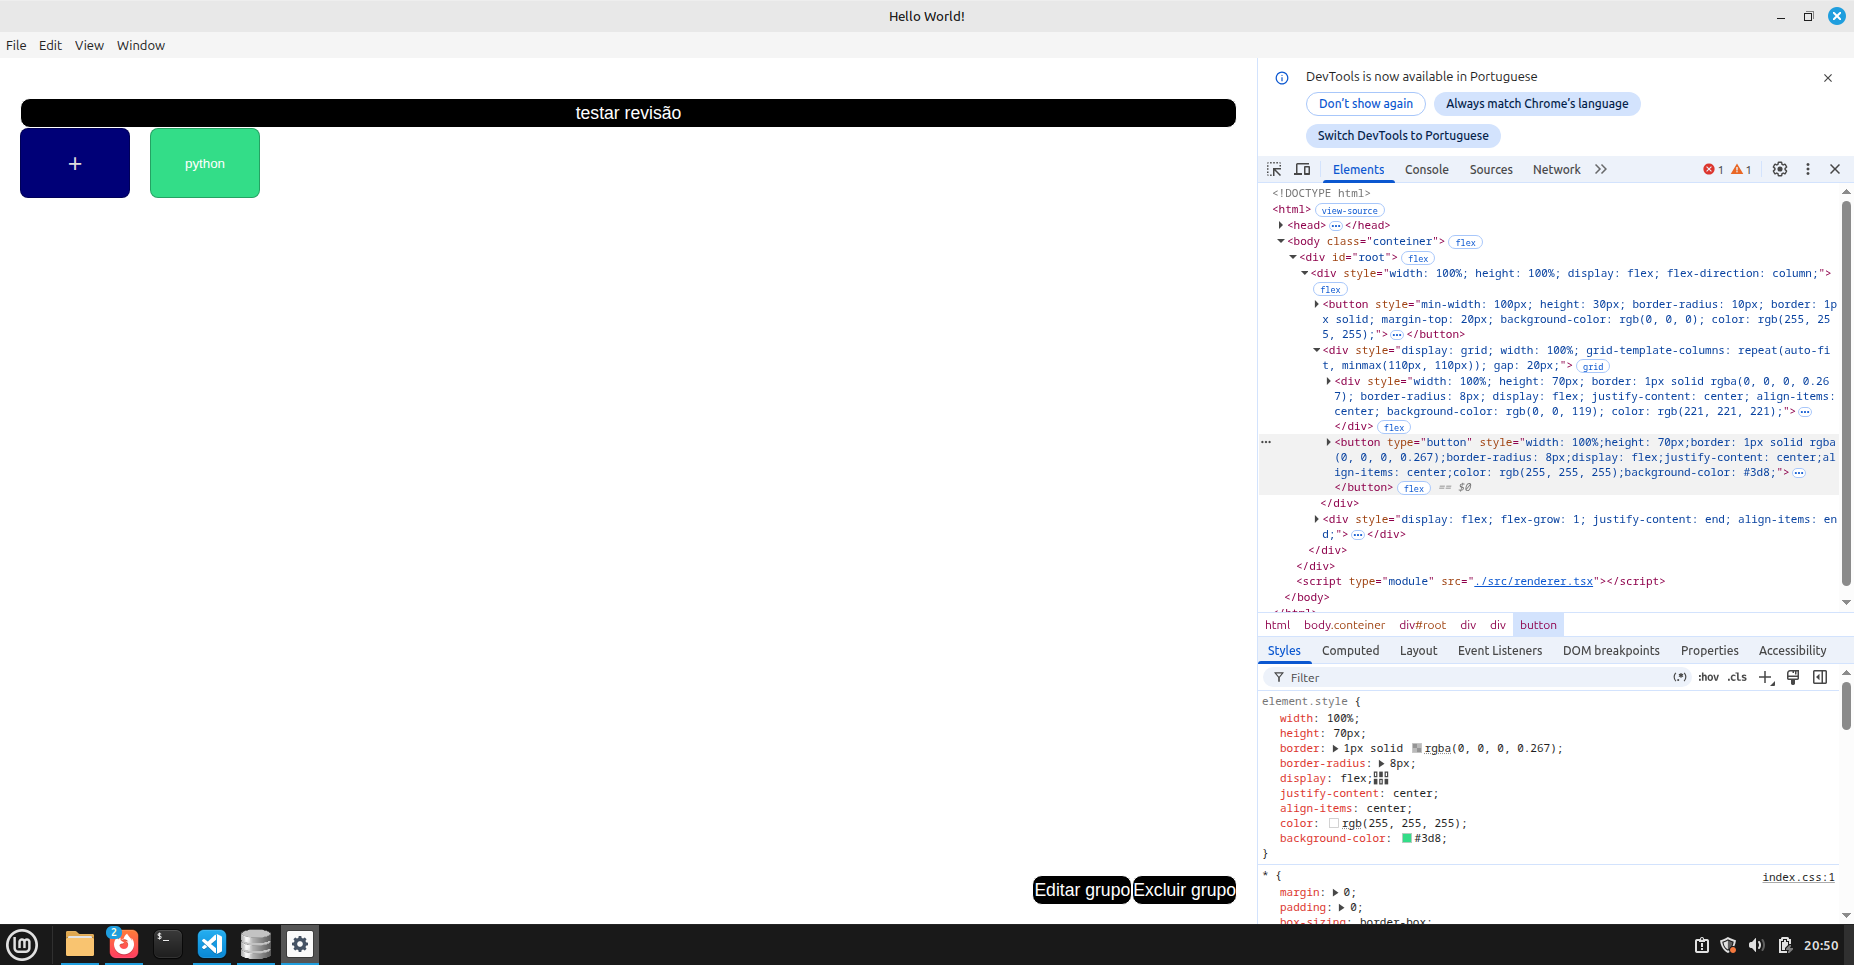 Hello World!
File Edit View Window
testar revisão
+ python
Editar grupo Excluir grupo
DevTools is now available in Portuguese
Don't show again Always match Chrome's language
Switch DevTools to Portuguese
Elements Console Sources Network 1 1
<!DOCTYPE html>
<html> view-source
<head> … </head>
<body class="conteiner"> flex
<div id="root"> flex
<div style="width: 100%; height: 100%; display: flex; flex-direction: column;">
flex
<button style="min-width: 100px; height: 30px; border-radius: 10px; border: 1p
x solid; margin-top: 20px; background-color: rgb(0, 0, 0); color: rgb(255, 25
5, 255);"> … </button>
<div style="display: grid; width: 100%; grid-template-columns: repeat(auto-fi
t, minmax(110px, 110px)); gap: 20px;"> grid
<div style="width: 100%; height: 70px; border: 1px solid rgba(0, 0, 0, 0.26
7); border-radius: 8px; display: flex; justify-content: center; align-items:
center; background-color: rgb(0, 0, 119); color: rgb(221, 221, 221);"> …
</div> flex
… <button type="button" style="width: 100%;height: 70px;border: 1px solid rgba
(0, 0, 0, 0.267);border-radius: 8px;display: flex;justify-content: center;al
ign-items: center;color: rgb(255, 255, 255);background-color: #3d8;"> …
</button> flex == $0
</div>
<div style="display: flex; flex-grow: 1; justify-content: end; align-items: en
d;"> … </div>
</div>
</div>
<script type="module" src="./src/renderer.tsx"></script>
</body>
</html>
html body.conteiner div#root div div button
Styles Computed Layout Event Listeners DOM breakpoints Properties Accessibility
Filter (.*) :hov .cls
element.style {
width: 100%;
height: 70px;
border: 1px solid rgba(0, 0, 0, 0.267);
border-radius: 8px;
display: flex;
justify-content: center;
align-items: center;
color: rgb(255, 255, 255);
background-color: #3d8;
}
* { index.css:1
margin: 0;
padding: 0;
box-sizing: border-box;
2
$_
20:50